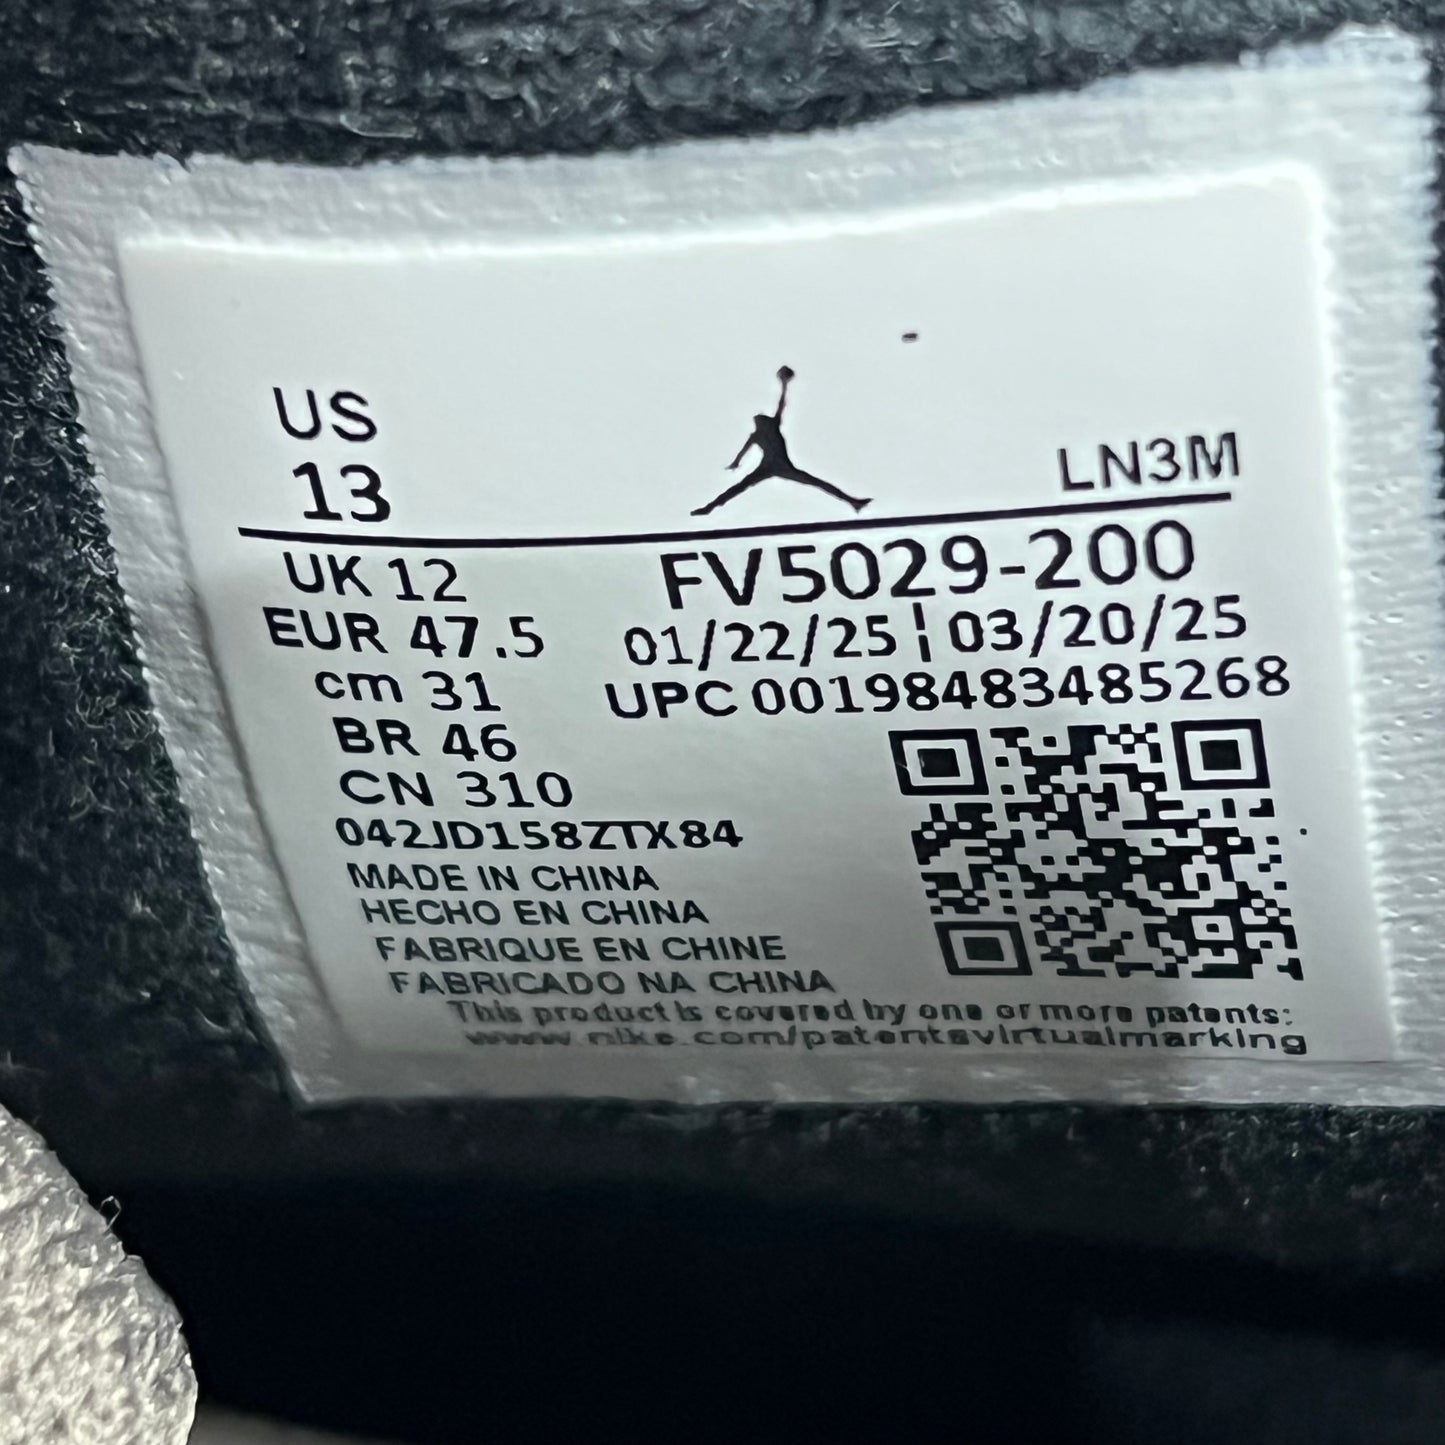 US
13
LN3M
UK 12
EUR 47.5
cm 31
BR 46
CN 310
FV5029-200
01/22/25 ¦ 03/20/25
UPC 00198483485268
042JD158ZTX84
MADE IN CHINA
HECHO EN CHINA
FABRIQUE EN CHINE
FABRICADO NA CHINA
This product is covered by one or more patents:
www.nike.com/patentsvirtualmarking